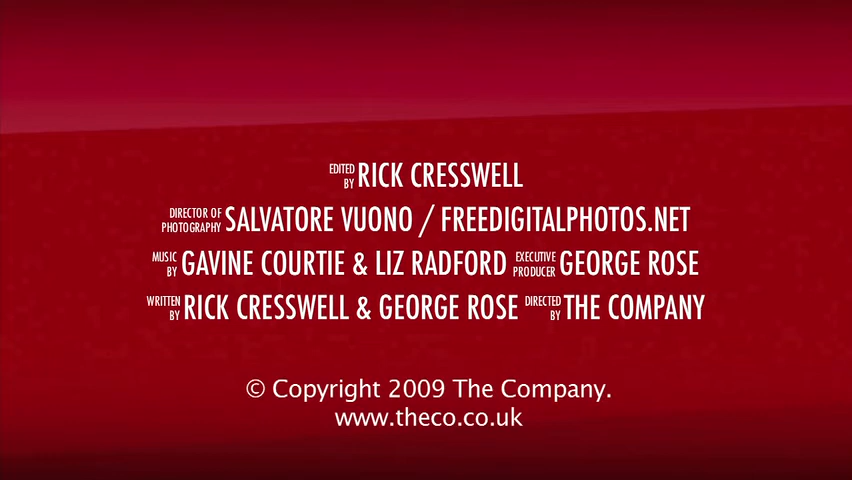 EDITED BY RICK CRESSWELL
DIRECTOR OF PHOTOGRAPHY SALVATORE VUONO / FREEDIGITALPHOTOS.NET
MUSIC BY GAVINE COURTIE & LIZ RADFORD EXECUTIVE PRODUCER GEORGE ROSE
WRITTEN BY RICK CRESSWELL & GEORGE ROSE DIRECTED BY THE COMPANY
© Copyright 2009 The Company.
www.theco.co.uk